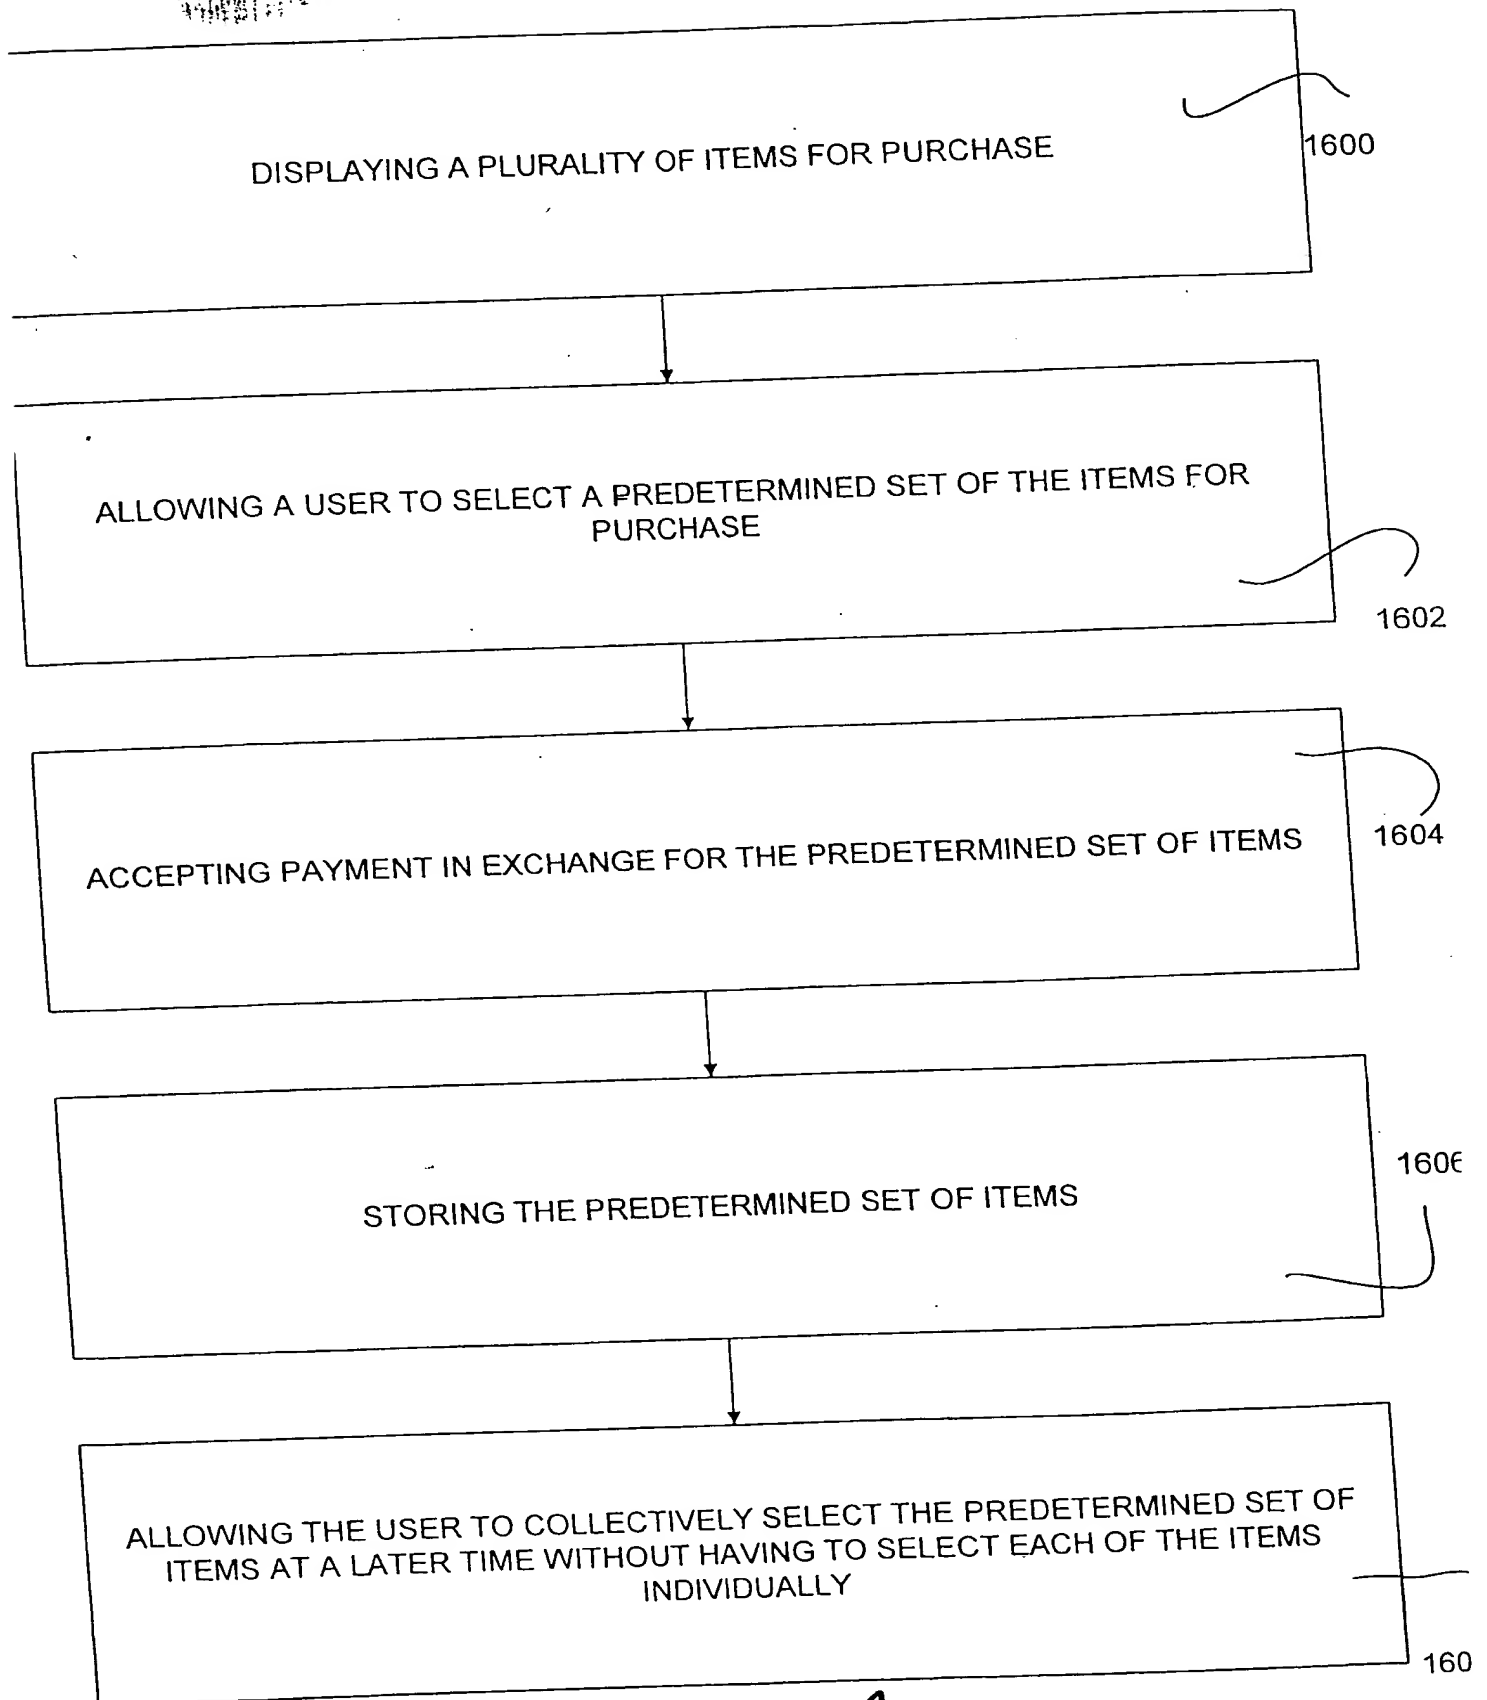 DISPLAYING A PLURALITY OF ITEMS FOR PURCHASE
1600
ALLOWING A USER TO SELECT A PREDETERMINED SET OF THE ITEMS FOR
PURCHASE
1602
ACCEPTING PAYMENT IN EXCHANGE FOR THE PREDETERMINED SET OF ITEMS
1604
1606
STORING THE PREDETERMINED SET OF ITEMS
ALLOWING THE USER TO COLLECTIVELY SELECT THE PREDETERMINED SET OF
ITEMS AT A LATER TIME WITHOUT HAVING TO SELECT EACH OF THE ITEMS
INDIVIDUALLY
160